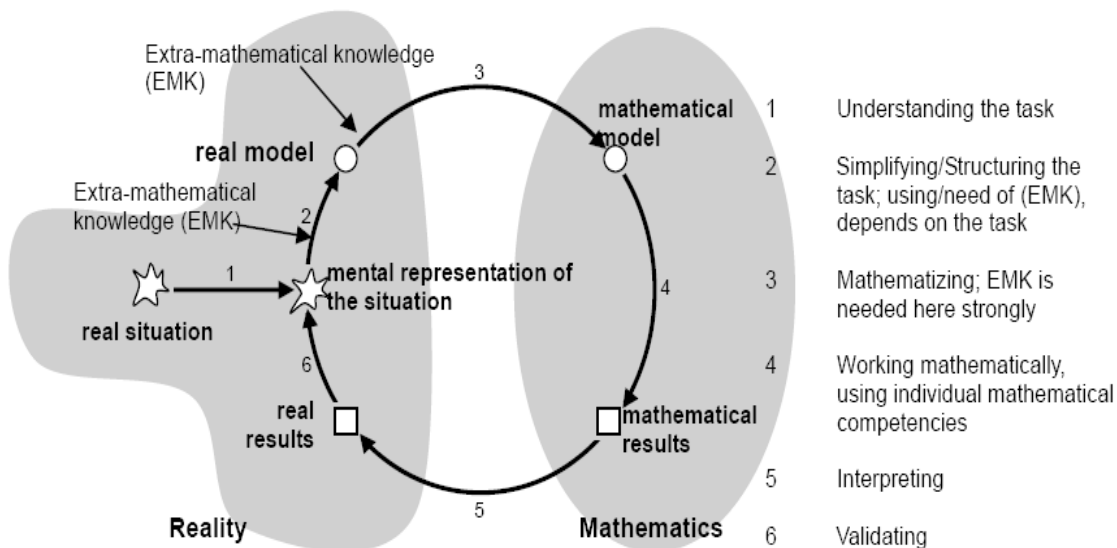 Extra-mathematical knowledge
(EMK)
3
mathematical
model
real model
Extra-mathematical
knowledge (EMK)
2
1
mental representation of
the situation
real situation
4
6
real
results
mathematical
results
5
Reality
Mathematics
1 Understanding the task
2 Simplifying/Structuring the
task; using/need of (EMK),
depends on the task
3 Mathematizing; EMK is
needed here strongly
4 Working mathematically,
using individual mathematical
competencies
5 Interpreting
6 Validating